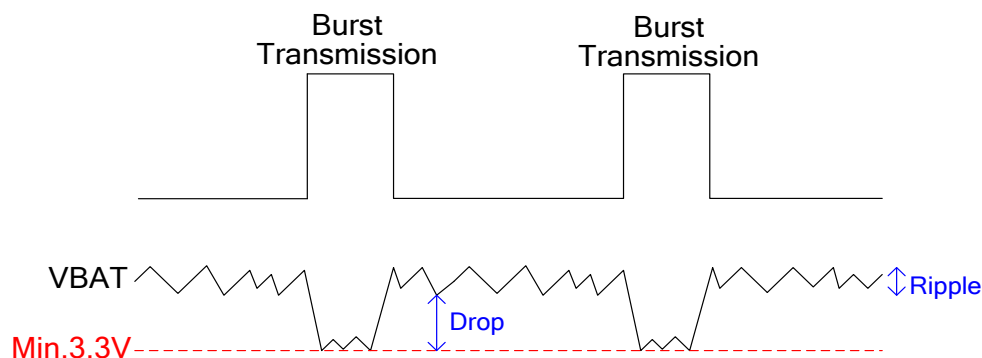 Burst
Transmission
Burst
Transmission
VBAT
Ripple
Drop
Min.3.3V